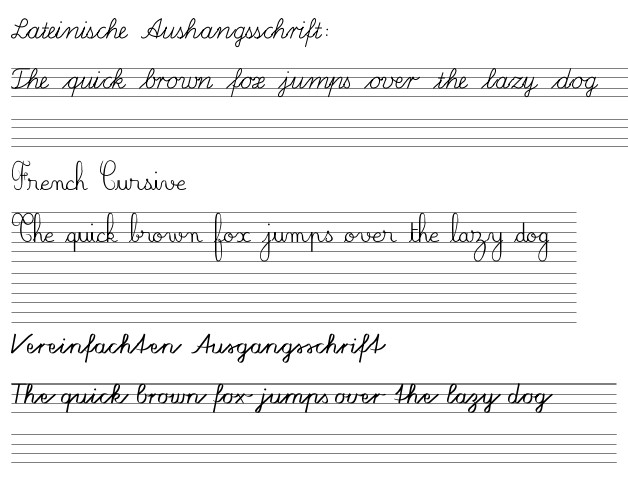 Lateinische Aushangsschrift:
The quick brown fox jumps over the lazy dog
French Cursive
The quick brown fox jumps over the lazy dog
Vereinfachten Ausgangsschrift
The quick brown fox jumps over the lazy dog